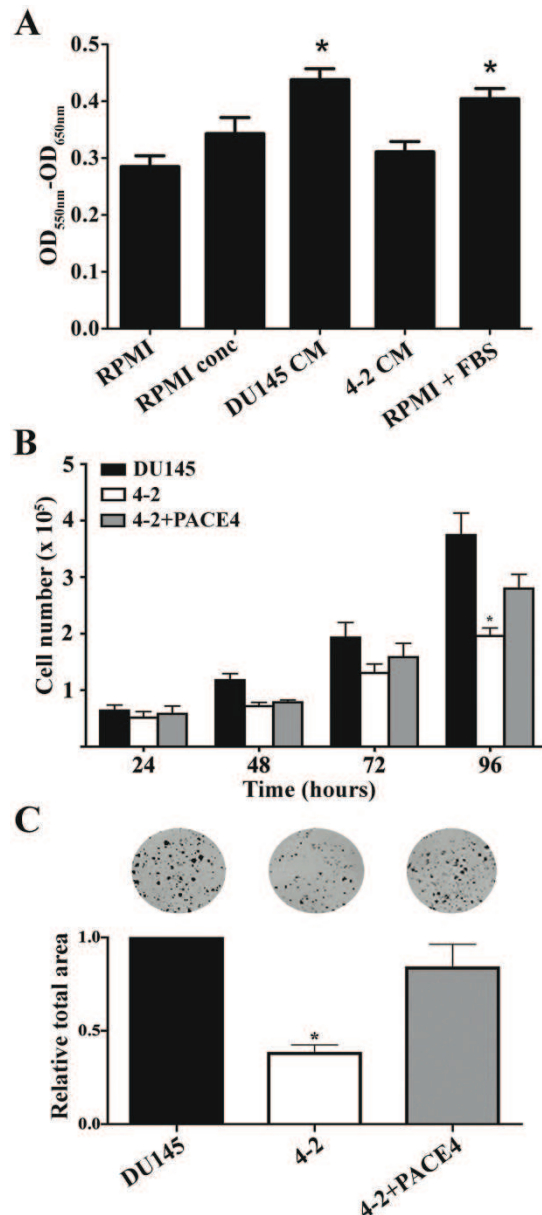 A
OD550nm-OD650nm
0.5
0.4
0.3
0.2
0.1
0.0
*
*
RPMI
RPMI conc
DU145 CM
4-2 CM
RPMI + FBS
B
Cell number (x 10⁵)
5
4
3
2
1
DU145
4-2
4-2+PACE4
*
24
48
72
96
Time (hours)
C
Relative total area
1.0
0.5
0.0
*
DU145
4-2
4-2+PACE4